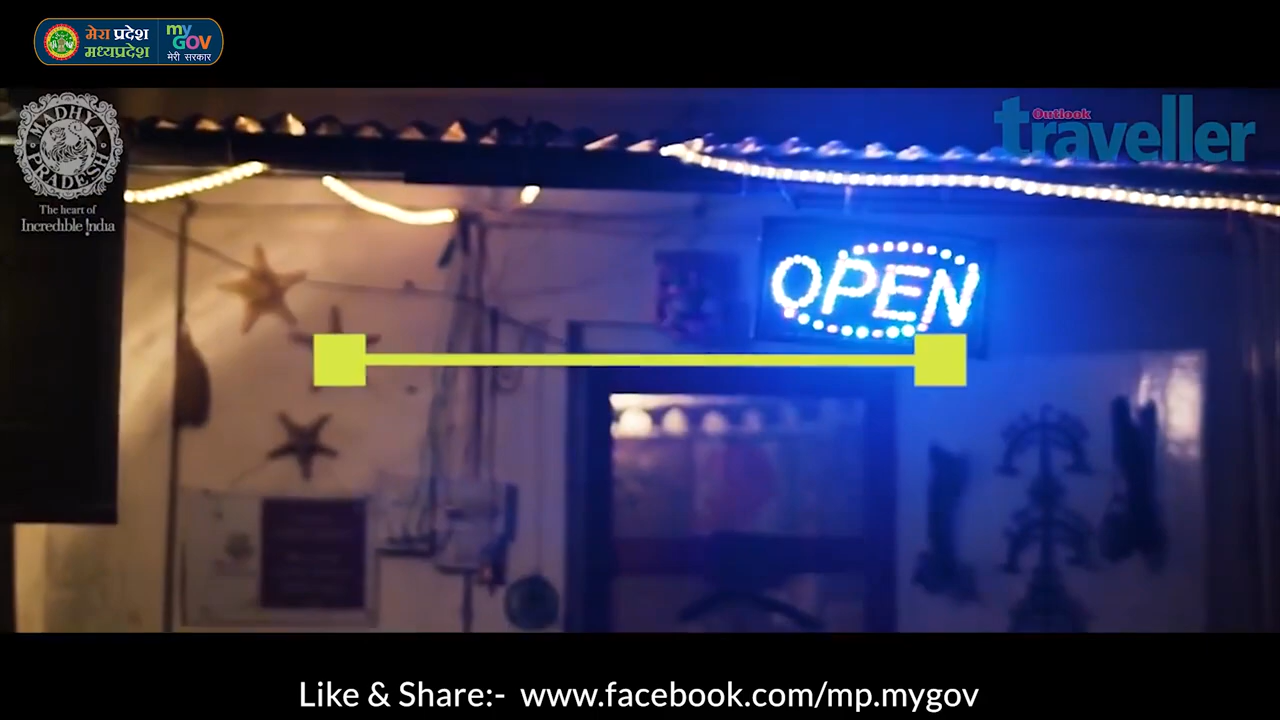 मेरा प्रदेश
मध्यप्रदेश
my
GOV
मेरी सरकार
MADHYA PRADESH
The heart of
Incredible !ndia
Outlook
traveller
OPEN
Like & Share:- www.facebook.com/mp.mygov